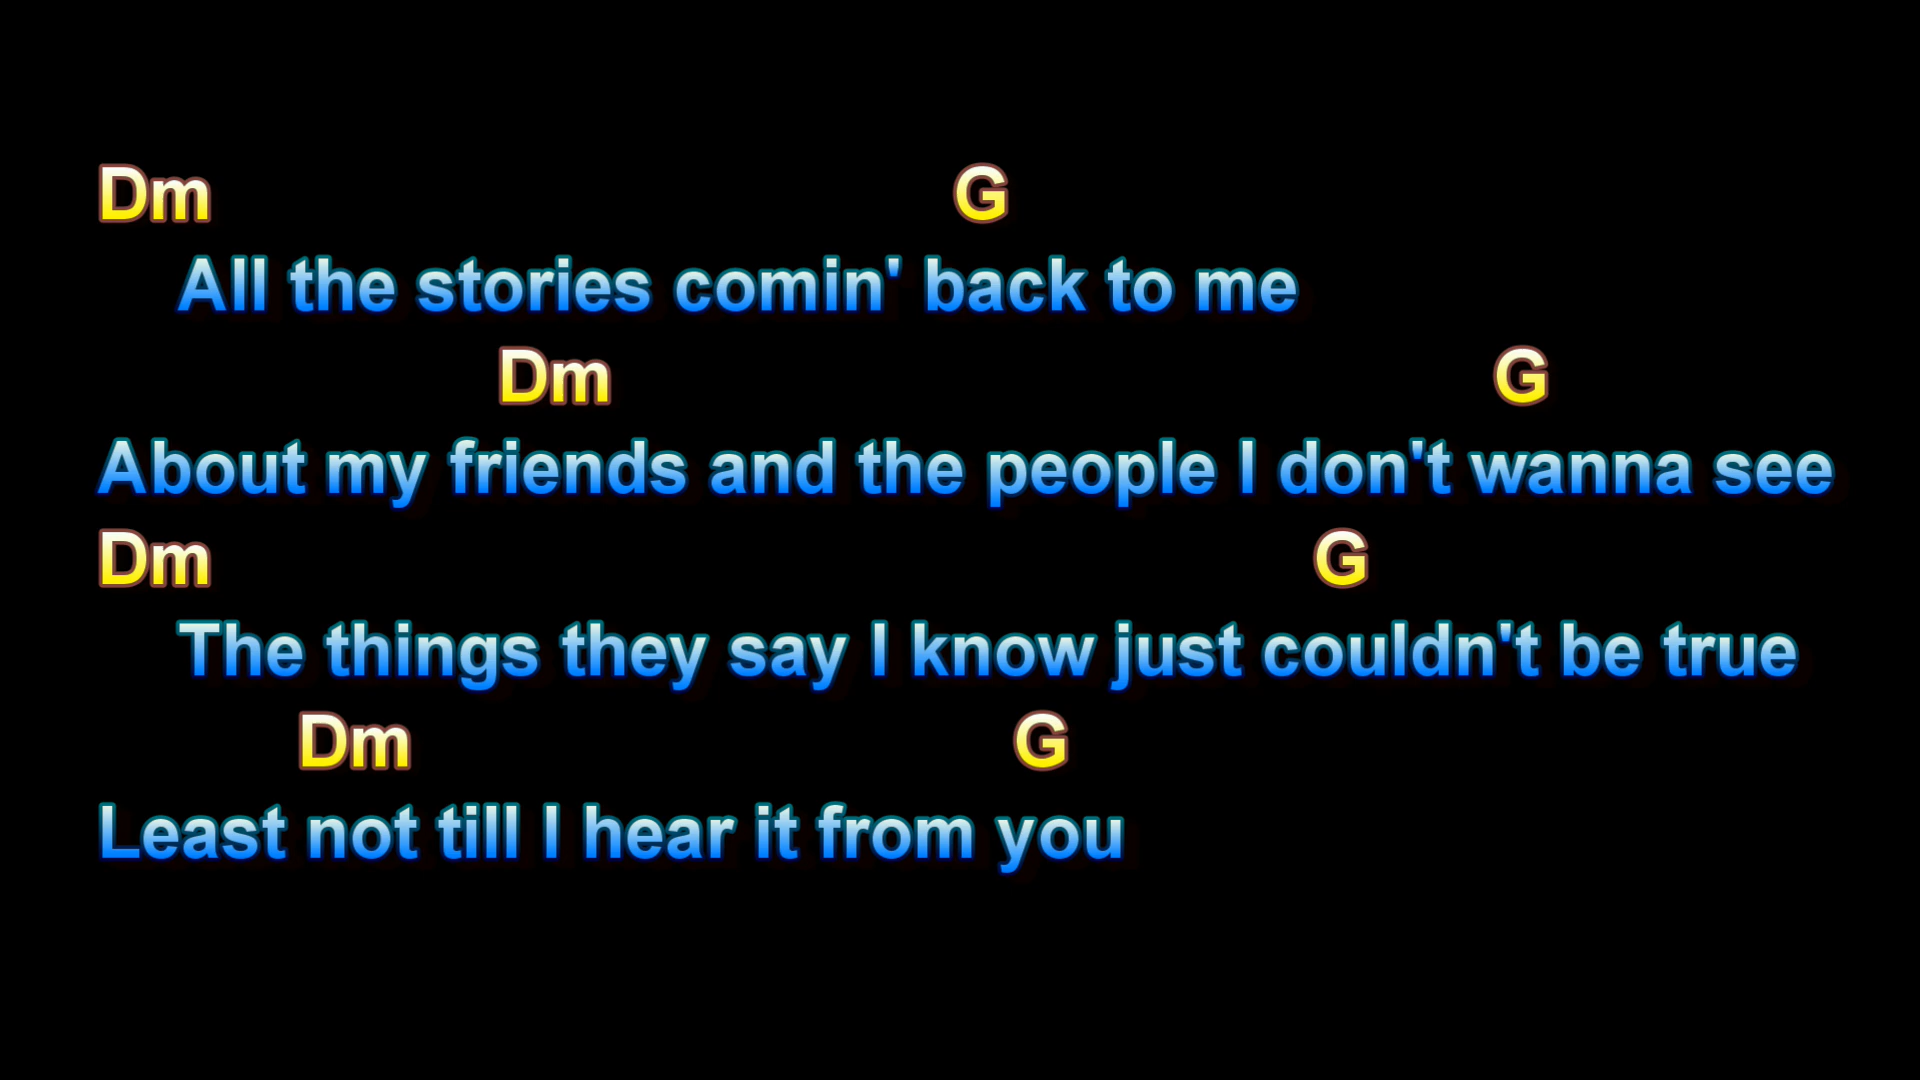 Dm G
All the stories comin' back to me
Dm G
About my friends and the people I don't wanna see
Dm G
The things they say I know just couldn't be true
Dm G
Least not till I hear it from you